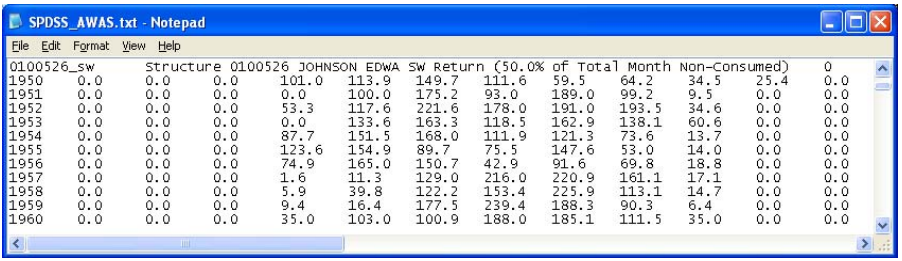 SPDSS_AWAS.txt - Notepad
File Edit Format View Help
0100526_sw Structure 0100526 JOHNSON EDWA SW Return (50.0% of Total Month Non-Consumed) 0
1950 0.0 0.0 0.0 101.0 113.9 149.7 111.6 59.5 64.2 34.5 25.4 0.0
1951 0.0 0.0 0.0 0.0 100.0 175.2 93.0 189.0 99.2 9.5 0.0 0.0
1952 0.0 0.0 0.0 53.3 117.6 221.6 178.0 191.0 193.5 34.6 0.0 0.0
1953 0.0 0.0 0.0 0.0 133.6 163.3 118.5 162.9 138.1 60.6 0.0 0.0
1954 0.0 0.0 0.0 87.7 151.5 168.0 111.9 121.3 73.6 13.7 0.0 0.0
1955 0.0 0.0 0.0 123.6 154.9 89.7 75.5 147.6 53.0 14.0 0.0 0.0
1956 0.0 0.0 0.0 74.9 165.0 150.7 42.9 91.6 69.8 18.8 0.0 0.0
1957 0.0 0.0 0.0 1.6 11.3 129.0 216.0 220.9 161.1 17.1 0.0 0.0
1958 0.0 0.0 0.0 5.9 39.8 122.2 153.4 225.9 113.1 14.7 0.0 0.0
1959 0.0 0.0 0.0 9.4 16.4 177.5 239.4 188.3 90.3 6.4 0.0 0.0
1960 0.0 0.0 0.0 35.0 103.0 100.9 188.0 185.1 111.5 35.0 0.0 0.0